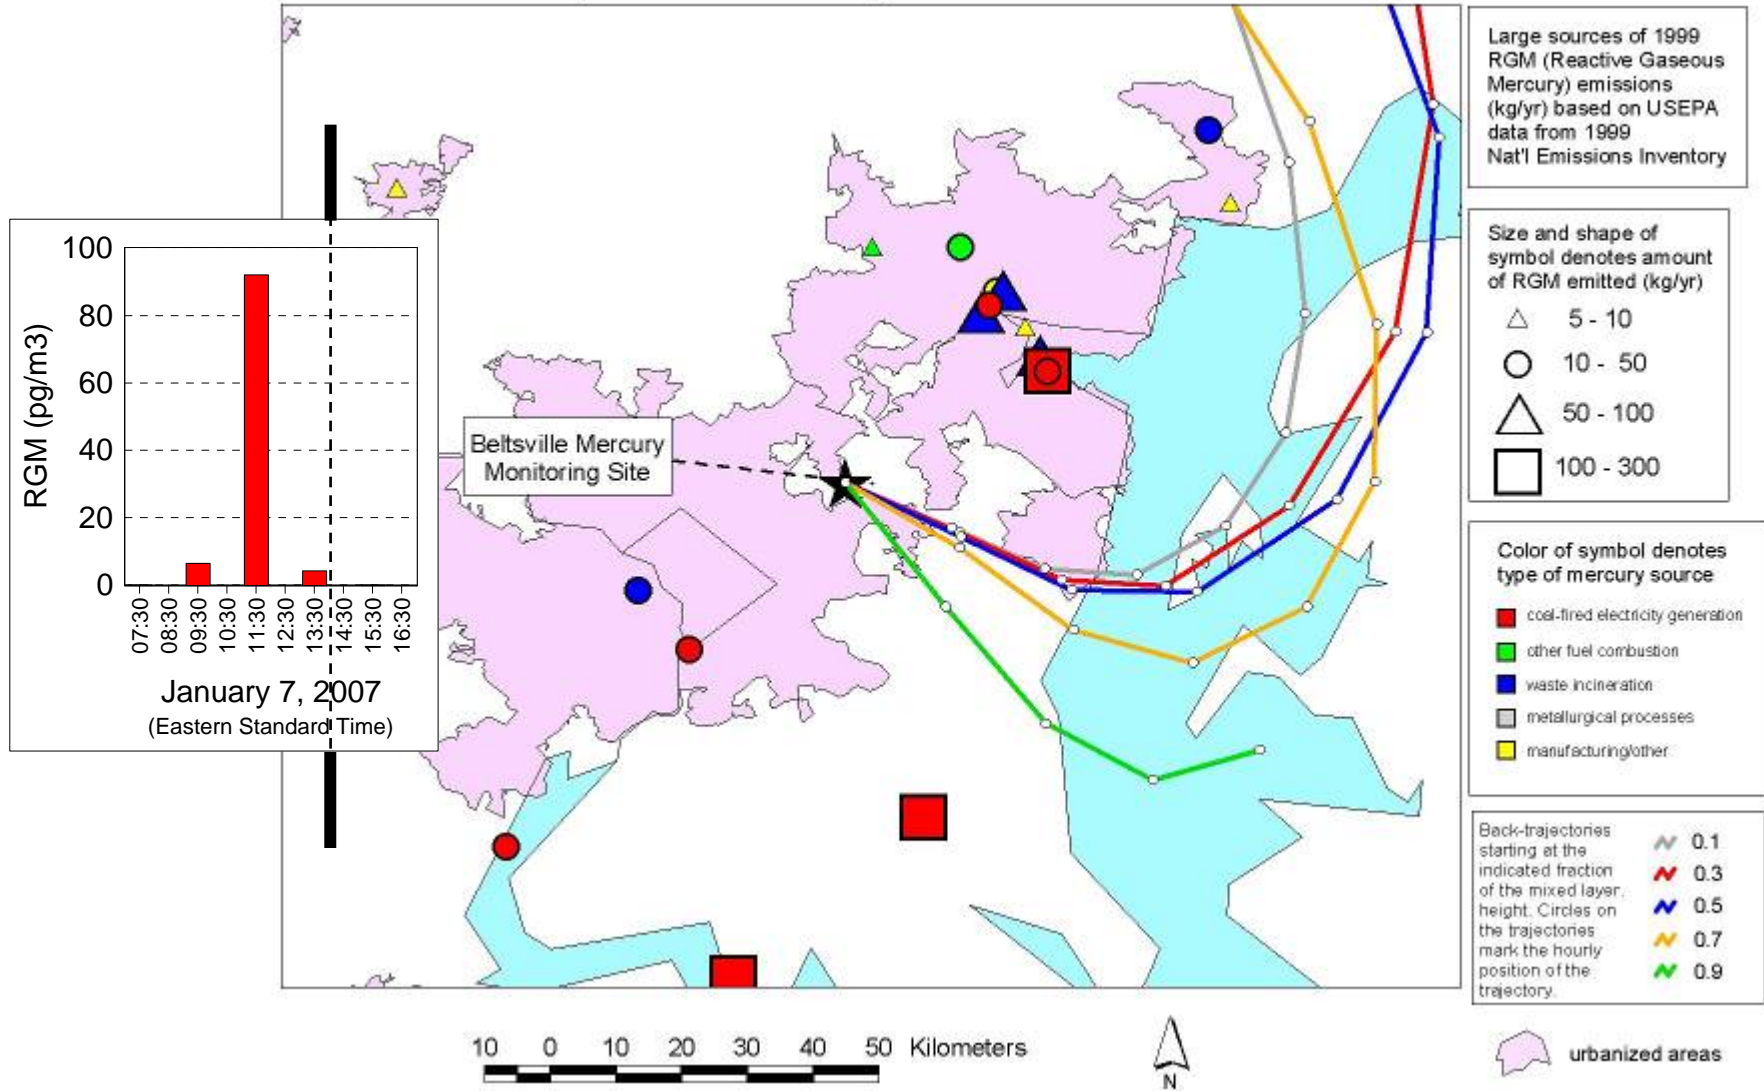 Large sources of 1999
RGM (Reactive Gaseous
Mercury) emissions
(kg/yr) based on USEPA
data from 1999
Nat'l Emissions Inventory
Size and shape of
symbol denotes amount
of RGM emitted (kg/yr)
5 - 10
10 - 50
50 - 100
100 - 300
Color of symbol denotes
type of mercury source
coal-fired electricity generation
other fuel combustion
waste incineration
metallurgical processes
manufacturing/other
Back-trajectories
starting at the
indicated fraction
of the mixed layer.
height. Circles on
the trajectories
mark the hourly
position of the
trajectory.
0.1
0.3
0.5
0.7
0.9
urbanized areas
Beltsville Mercury
Monitoring Site
RGM (pg/m3)
100
80
60
40
20
0
07:30
08:30
09:30
10:30
11:30
12:30
13:30
14:30
15:30
16:30
January 7, 2007
(Eastern Standard Time)
10 0 10 20 30 40 50 Kilometers
N